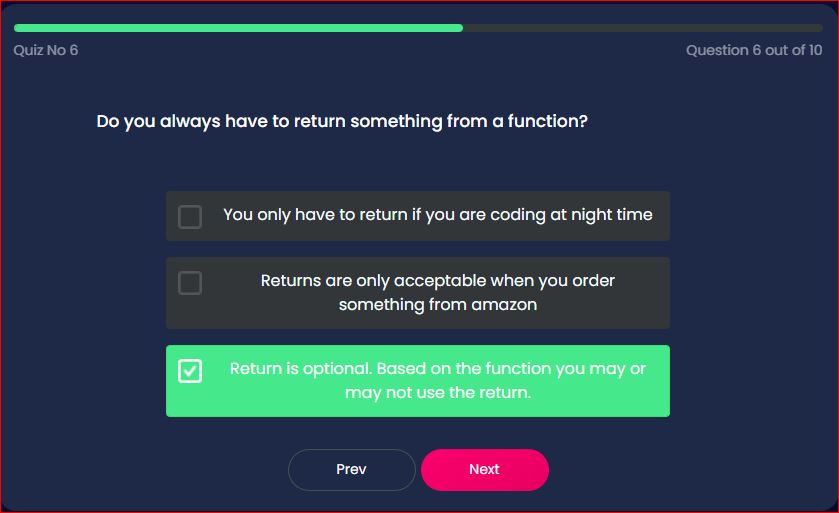 Quiz No 6
Question 6 out of 10
Do you always have to return something from a function?
You only have to return if you are coding at night time
Returns are only acceptable when you order
something from amazon
Return is optional. Based on the function you may or
may not use the return.
Prev
Next